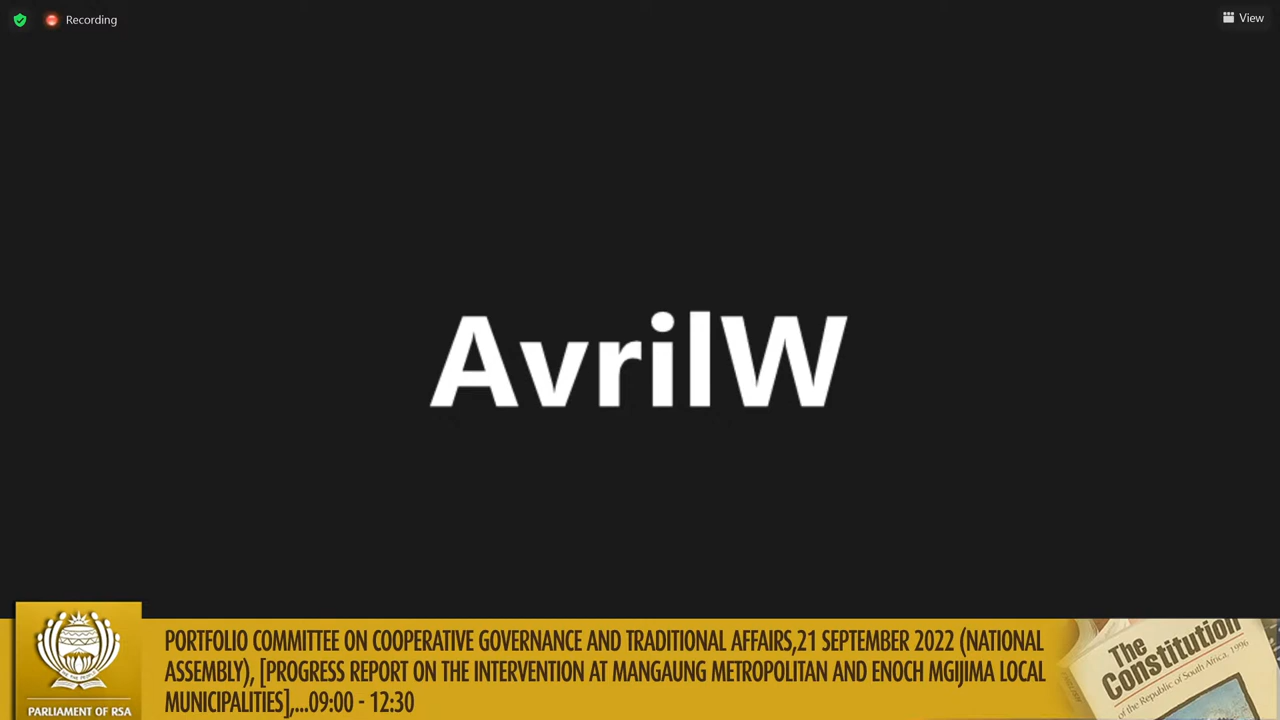 Recording
View
AvrilW
PORTFOLIO COMMITTEE ON COOPERATIVE GOVERNANCE AND TRADITIONAL AFFAIRS,21 SEPTEMBER 2022 (NATIONAL
ASSEMBLY), [PROGRESS REPORT ON THE INTERVENTION AT MANGAUNG METROPOLITAN AND ENOCH MGIJIMA LOCAL
MUNICIPALITIES],...09:00 - 12:30
PARLIAMENT OF RSA
The
Constitution
of the Republic of South Africa, 1996